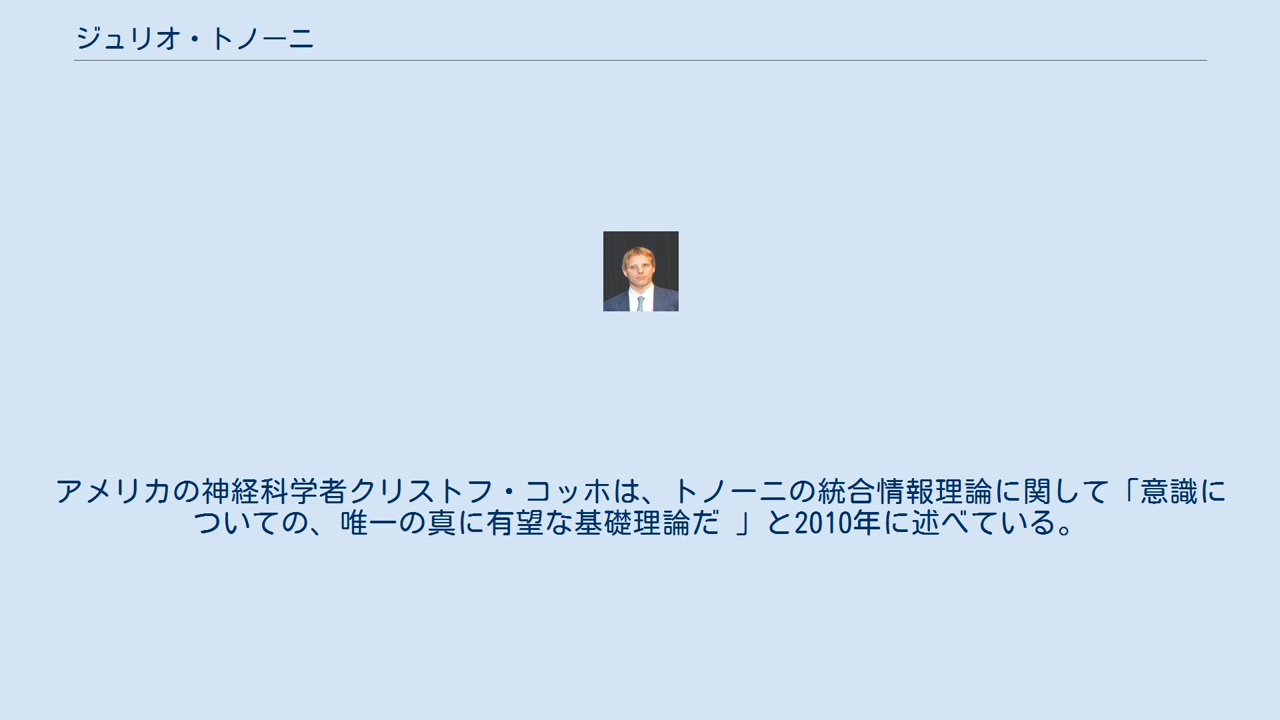 ジュリオ・トノーニ
アメリカの神経科学者クリストフ・コッホは、トノーニの統合情報理論に関して「意識に
ついての、唯一の真に有望な基礎理論だ 」と2010年に述べている。